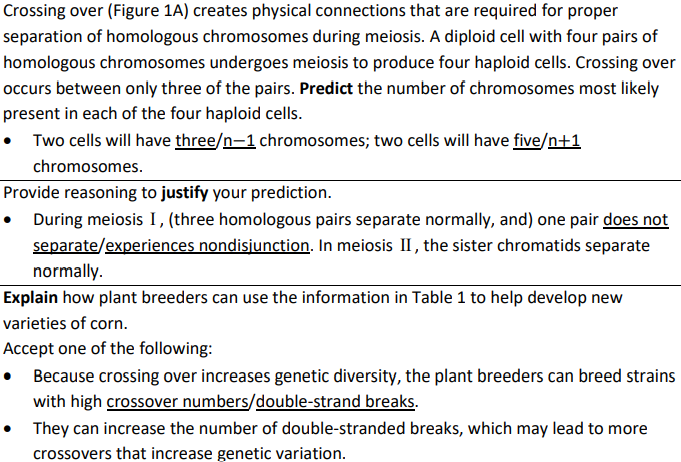 Crossing over (Figure 1A) creates physical connections that are required for proper
separation of homologous chromosomes during meiosis. A diploid cell with four pairs of
homologous chromosomes undergoes meiosis to produce four haploid cells. Crossing over
occurs between only three of the pairs. Predict the number of chromosomes most likely
present in each of the four haploid cells.
• Two cells will have three/n−1 chromosomes; two cells will have five/n+1
chromosomes.
Provide reasoning to justify your prediction.
• During meiosis I, (three homologous pairs separate normally, and) one pair does not
separate/experiences nondisjunction. In meiosis II, the sister chromatids separate
normally.
Explain how plant breeders can use the information in Table 1 to help develop new
varieties of corn.
Accept one of the following:
• Because crossing over increases genetic diversity, the plant breeders can breed strains
with high crossover numbers/double-strand breaks.
• They can increase the number of double-stranded breaks, which may lead to more
crossovers that increase genetic variation.